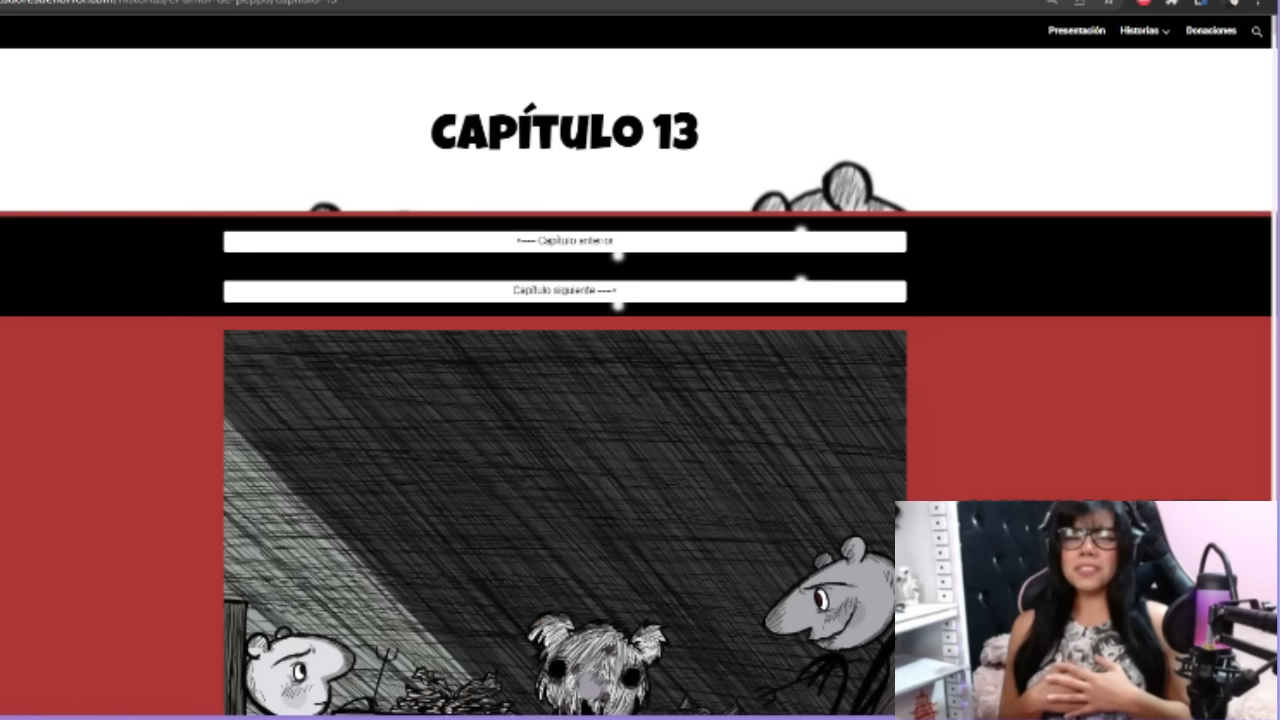 Presentación Historias Donaciones
CAPÍTULO 13
<---- Capítulo anterior
Capítulo siguiente ---->